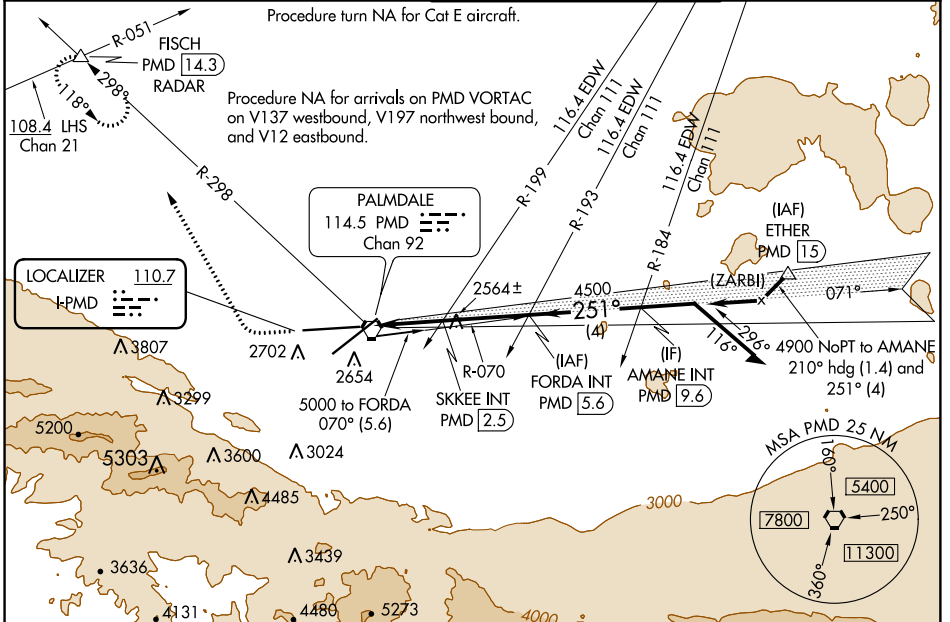 Procedure turn NA for Cat E aircraft.
R-051
FISCH
PMD 14.3
RADAR
298°
118°
108.4 LHS
Chan 21
Procedure NA for arrivals on PMD VORTAC
on V137 westbound, V197 northwest bound,
and V12 eastbound.
116.4 EDW
Chan 111
116.4 EDW
Chan 111
116.4 EDW
Chan 111
R-298
R-199
R-193
R-184
PALMDALE
114.5 PMD
Chan 92
(IAF)
ETHER
PMD 15
LOCALIZER 110.7
I-PMD
(ZARBI)
2564±
4500
251°
(4)
071°
296°
116°
3807
2702
2654
R-070
5000 to FORDA
070° (5.6)
SKKEE INT
PMD 2.5
(IAF)
FORDA INT
PMD 5.6
(IF)
AMANE INT
PMD 9.6
4900 NoPT to AMANE
210° hdg (1.4) and
251° (4)
3299
5200
5303
3600
3024
4485
3000
3439
3636
4131
4480
5273
4000
MSA PMD 25 NM
160°
5400
7800
250°
11300
360°